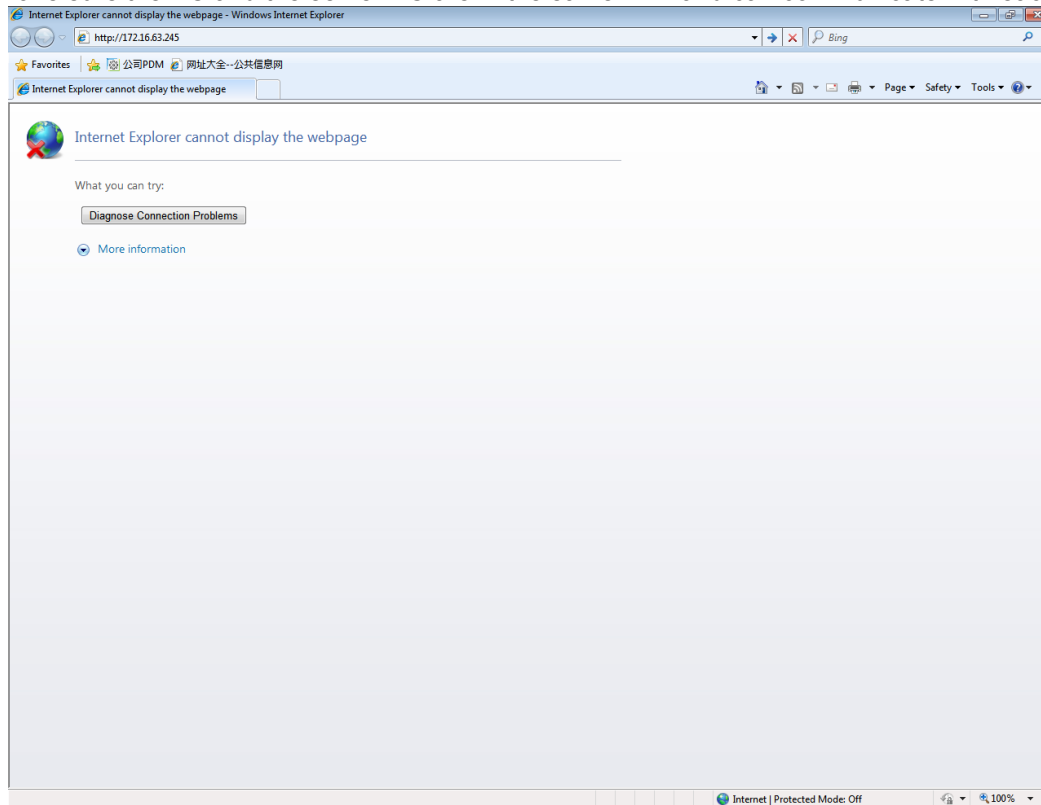 Internet Explorer cannot display the webpage - Windows Internet Explorer
http://172.16.63.245
Bing
Favorites 公司PDM 网址大全--公共信息网
Internet Explorer cannot display the webpage
Page Safety Tools
Internet Explorer cannot display the webpage
What you can try:
Diagnose Connection Problems
More information
Internet | Protected Mode: Off
100%